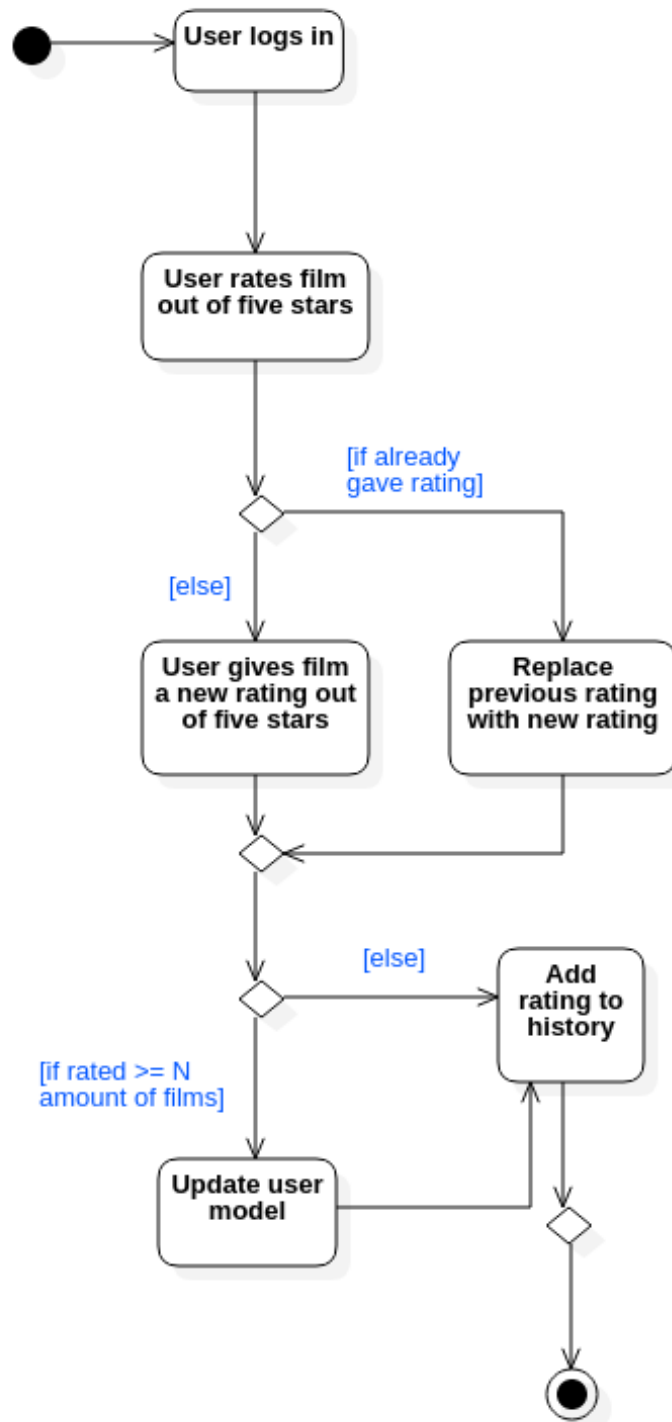 User logs in
User rates film
out of five stars
[if already
gave rating]
[else]
User gives film
a new rating out
of five stars
Replace
previous rating
with new rating
[else]
Add
rating to
history
[if rated >= N
amount of films]
Update user
model